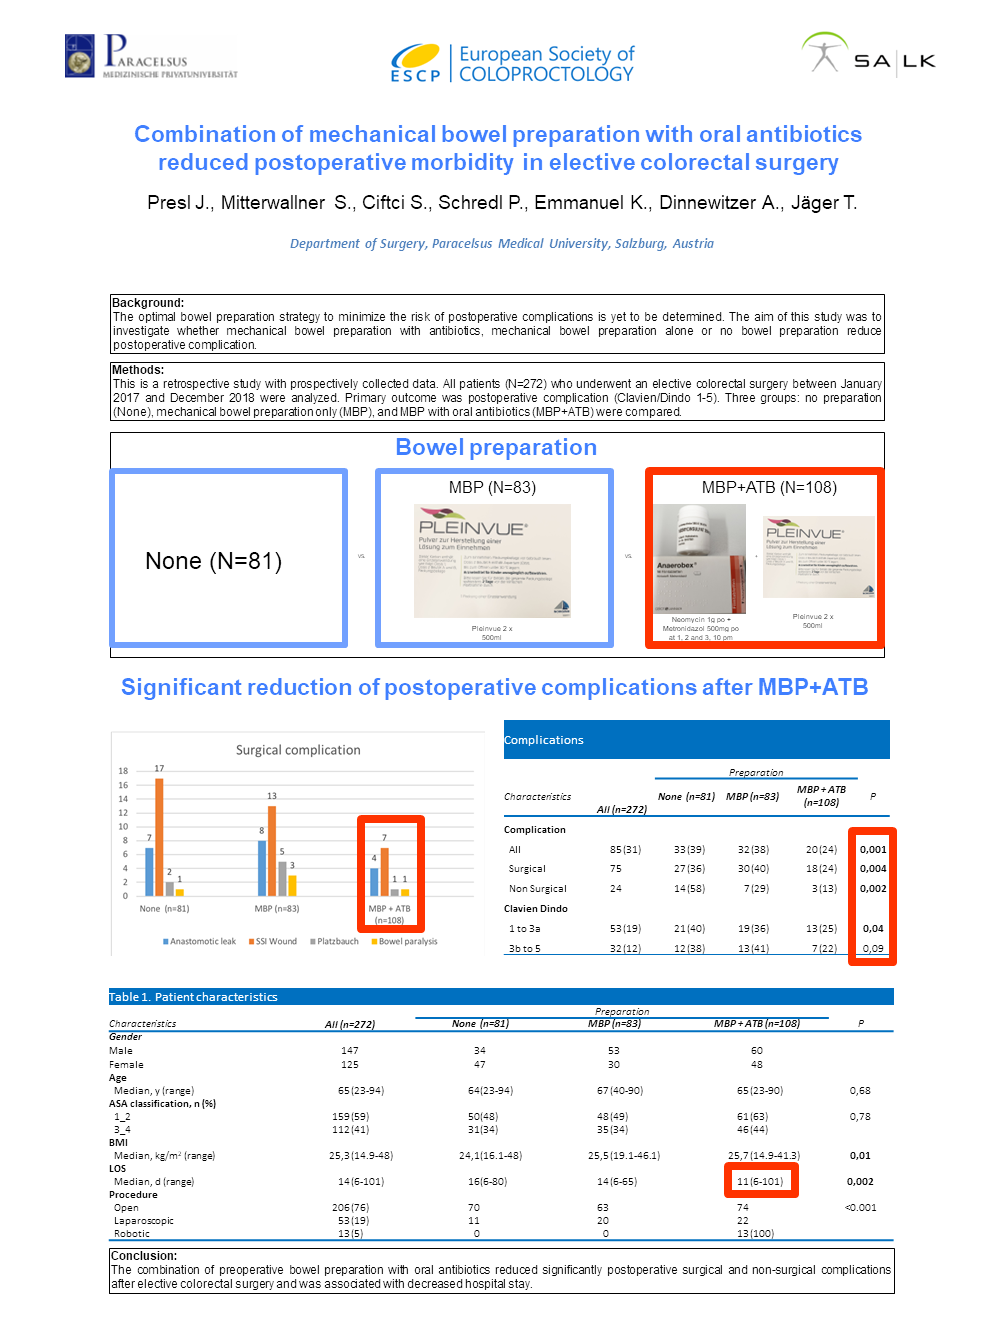 PARACELSUS
MEDIZINISCHE PRIVATUNIVERSITÄT
ESCP
European Society of
COLOPROCTOLOGY
SALK
Combination of mechanical bowel preparation with oral antibiotics
reduced postoperative morbidity in elective colorectal surgery
Presl J., Mitterwallner S., Ciftci S., Schredl P., Emmanuel K., Dinnewitzer A., Jäger T.
Department of Surgery, Paracelsus Medical University, Salzburg, Austria
Background:
The optimal bowel preparation strategy to minimize the risk of postoperative complications is yet to be determined. The aim of this study was to
investigate whether mechanical bowel preparation with antibiotics, mechanical bowel preparation alone or no bowel preparation reduce
postoperative complication.
Methods:
This is a retrospective study with prospectively collected data. All patients (N=272) who underwent an elective colorectal surgery between January
2017 and December 2018 were analyzed. Primary outcome was postoperative complication (Clavien/Dindo 1-5). Three groups: no preparation
(None), mechanical bowel preparation only (MBP), and MBP with oral antibiotics (MBP+ATB) were compared.
Bowel preparation
None (N=81)
vs.
MBP (N=83)
PLEINVUE
Pulver zur Herstellung einer
Lösung zum Einnehmen
Pleinvue 2 x
500ml
vs.
MBP+ATB (N=108)
Anaerobex
Neomycin 1g po +
Metronidazol 500mg po
at 1, 2 and 3, 10 pm
+
PLEINVUE
Pulver zur Herstellung einer
Lösung zum Einnehmen
Pleinvue 2 x
500ml
Significant reduction of postoperative complications after MBP+ATB
Surgical complication
18
16
14
12
10
8
6
4
2
0
7 17 2 1
8 13 5 3
4 7 1 1
None (n=81) MBP (n=83) MBP + ATB
(n=108)
Anastomotic leak SSI Wound Platzbauch Bowel paralysis
Complications
Preparation
Characteristics All (n=272) None (n=81) MBP (n=83) MBP + ATB
(n=108) P
Complication
All 85 (31) 33 (39) 32 (38) 20 (24) 0,001
Surgical 75 27 (36) 30 (40) 18 (24) 0,004
Non Surgical 24 14 (58) 7 (29) 3 (13) 0,002
Clavien Dindo
1 to 3a 53 (19) 21 (40) 19 (36) 13 (25) 0,04
3b to 5 32 (12) 12 (38) 13 (41) 7 (22) 0,09
Table 1. Patient characteristics
Preparation
Characteristics All (n=272) None (n=81) MBP (n=83) MBP + ATB (n=108) P
Gender
Male 147 34 53 60
Female 125 47 30 48
Age
Median, y (range) 65 (23-94) 64(23-94) 67 (40-90) 65 (23-90) 0,68
ASA classification, n (%)
1_2 159 (59) 50(48) 48 (49) 61(63) 0,78
3_4 112 (41) 31(34) 35 (34) 46 (44)
BMI
Median, kg/m² (range) 25,3 (14.9-48) 24,1(16.1-48) 25,5 (19.1-46.1) 25,7 (14.9-41.3) 0,01
LOS
Median, d (range) 14 (6-101) 16(6-80) 14 (6-65) 11 (6-101) 0,002
Procedure
Open 206 (76) 70 63 74 <0.001
Laparoscopic 53 (19) 11 20 22
Robotic 13 (5) 0 0 13 (100)
Conclusion:
The combination of preoperative bowel preparation with oral antibiotics reduced significantly postoperative surgical and non-surgical complications
after elective colorectal surgery and was associated with decreased hospital stay.